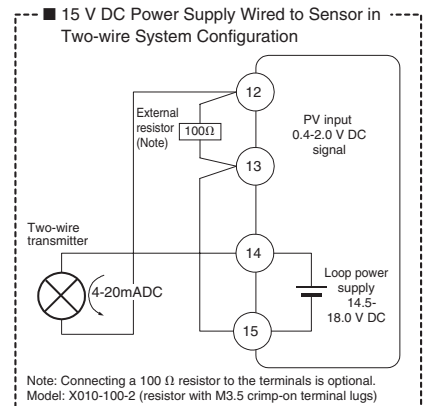 ■ 15 V DC Power Supply Wired to Sensor in
Two-wire System Configuration
12
External
resistor
(Note)
100Ω
PV input
0.4-2.0 V DC
signal
13
Two-wire
transmitter
14
4-20mADC
Loop power
supply
14.5-
18.0 V DC
15
Note: Connecting a 100 Ω resistor to the terminals is optional.
Model: X010-100-2 (resistor with M3.5 crimp-on terminal lugs)